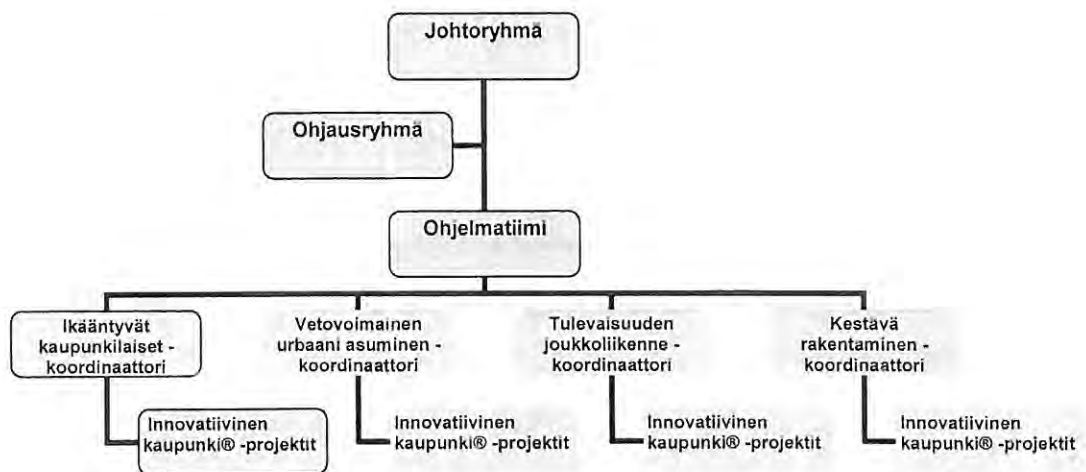 Johtoryhmä
Ohjausryhmä
Ohjelmatiimi
Ikääntyvät
kaupunkilaiset -
koordinaattori
Innovatiivinen
kaupunki® -projektit
Vetovoimainen
urbaani asuminen -
koordinaattori
Innovatiivinen
kaupunki® -projektit
Tulevaisuuden
joukkoliikenne -
koordinaattori
Innovatiivinen
kaupunki® -projektit
Kestävä
rakentaminen -
koordinaattori
Innovatiivinen
kaupunki® -projektit